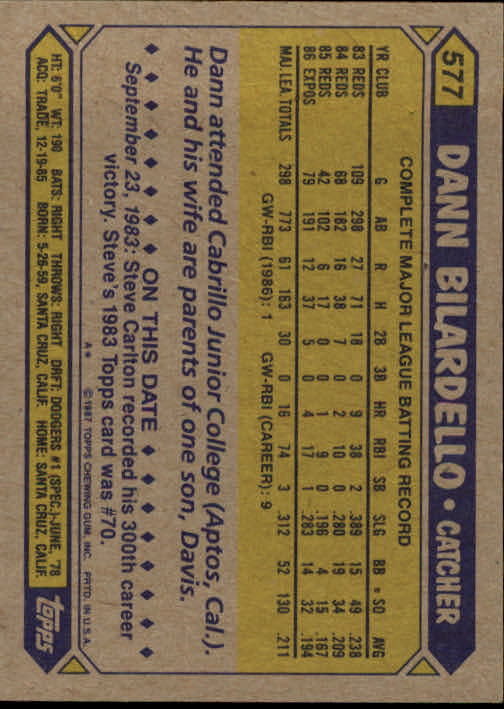 577 DANN BILARDELLO • CATCHER
COMPLETE MAJOR LEAGUE BATTING RECORD
YR CLUB G AB R H 2B 3B HR RBI SB SLG BB • SO AVG
83 REDS 109 298 27 71 18 0 9 38 2 .389 15 49 .238
84 REDS 68 182 16 38 7 0 2 10 0 .280 19 34 .209
85 REDS 42 102 6 17 0 0 1 9 0 .196 4 15 .167
86 EXPOS 79 191 12 37 5 0 4 17 1 .283 14 32 .194
MAJ.LEA.TOTALS 298 773 61 163 30 0 16 74 3 .312 52 130 .211
GW-RBI (1986): 1 GW-RBI (CAREER): 9
Dann attended Cabrillo Junior College (Aptos, Cal.).
He and his wife are parents of one son, Davis.
◆ ◆ ◆ ◆ ◆ ◆ ON THIS DATE ◆ ◆ ◆ ◆ ◆ ◆
September 23, 1983: Steve Carlton recorded his 300th career
victory. Steve's 1983 Topps card was #70.
A* © 1987 TOPPS CHEWING GUM, INC. PRTD. IN U.S.A.
HT: 6'0" WT: 190 BATS: RIGHT THROWS: RIGHT DRFT: DODGERS #1 (SPEC.)-JUNE, '78
ACQ: TRADE, 12-19-85 BORN: 5-26-59, SANTA CRUZ, CALIF. HOME: SANTA CRUZ, CALIF.
topps